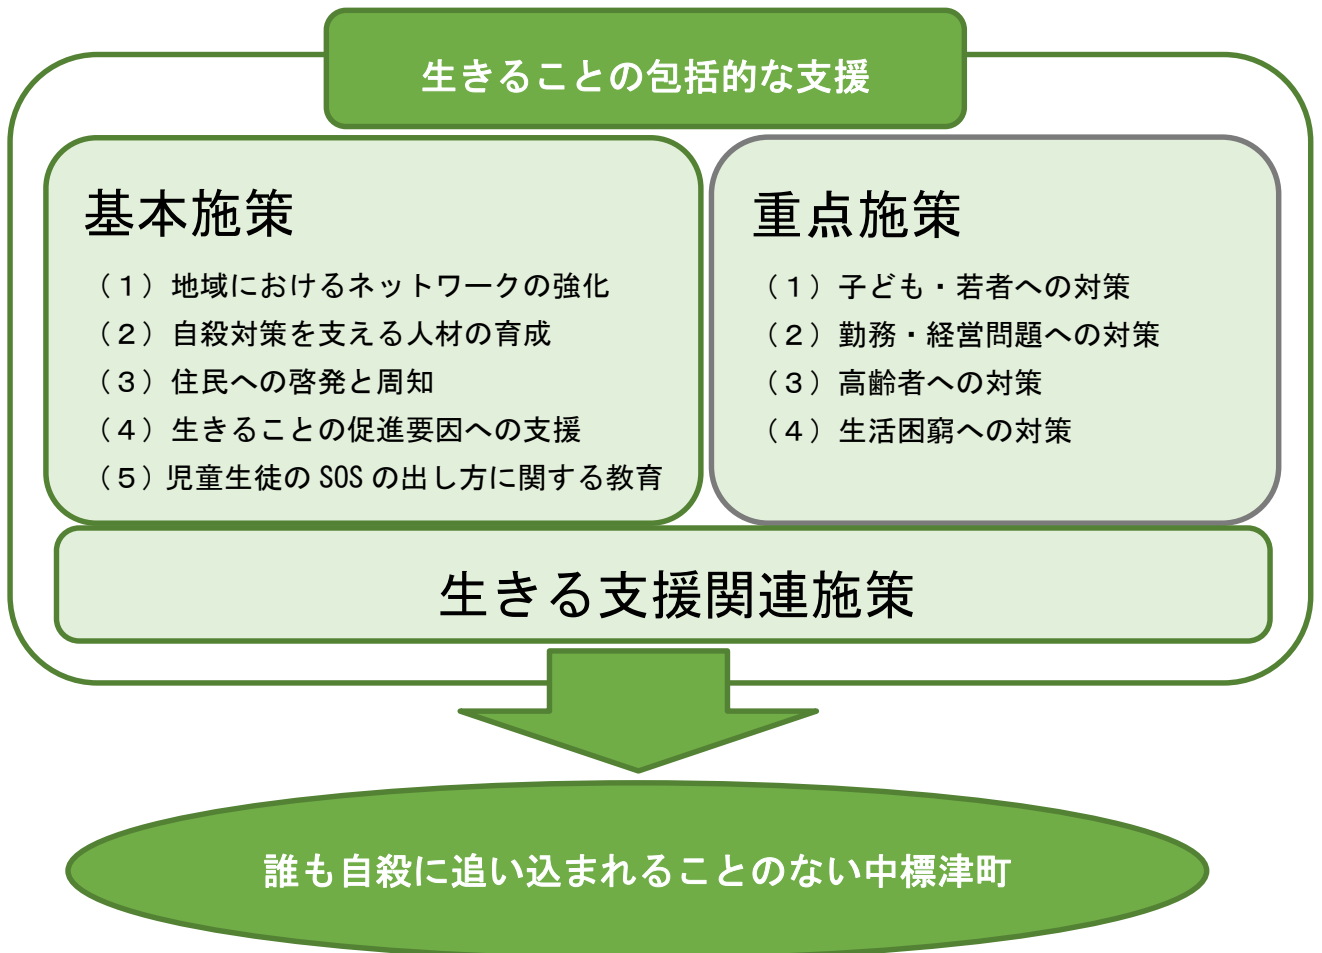 生きることの包括的な支援
基本施策
（１）地域におけるネットワークの強化
（２）自殺対策を支える人材の育成
（３）住民への啓発と周知
（４）生きることの促進要因への支援
（５）児童生徒の SOS の出し方に関する教育
重点施策
（１）子ども・若者への対策
（２）勤務・経営問題への対策
（３）高齢者への対策
（４）生活困窮への対策
生きる支援関連施策
誰も自殺に追い込まれることのない中標津町